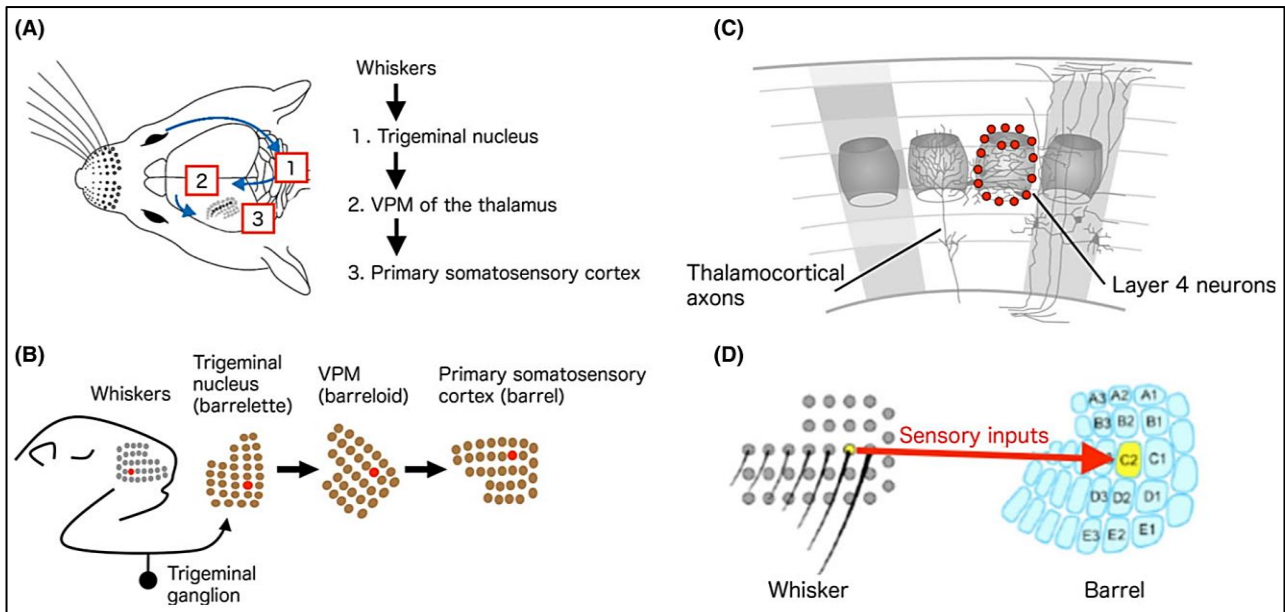 (A)
Whiskers
1. Trigeminal nucleus
2. VPM of the thalamus
3. Primary somatosensory cortex
1
2
3
(C)
Thalamocortical
axons
Layer 4 neurons
(B)
Whiskers
Trigeminal
nucleus
(barrelette)
VPM
(barreloid)
Primary somatosensory
cortex (barrel)
Trigeminal
ganglion
(D)
Sensory inputs
A3 A2 A1
B3 B2 B1
C2 C1
D3 D2 D1
E3 E2 E1
Whisker
Barrel